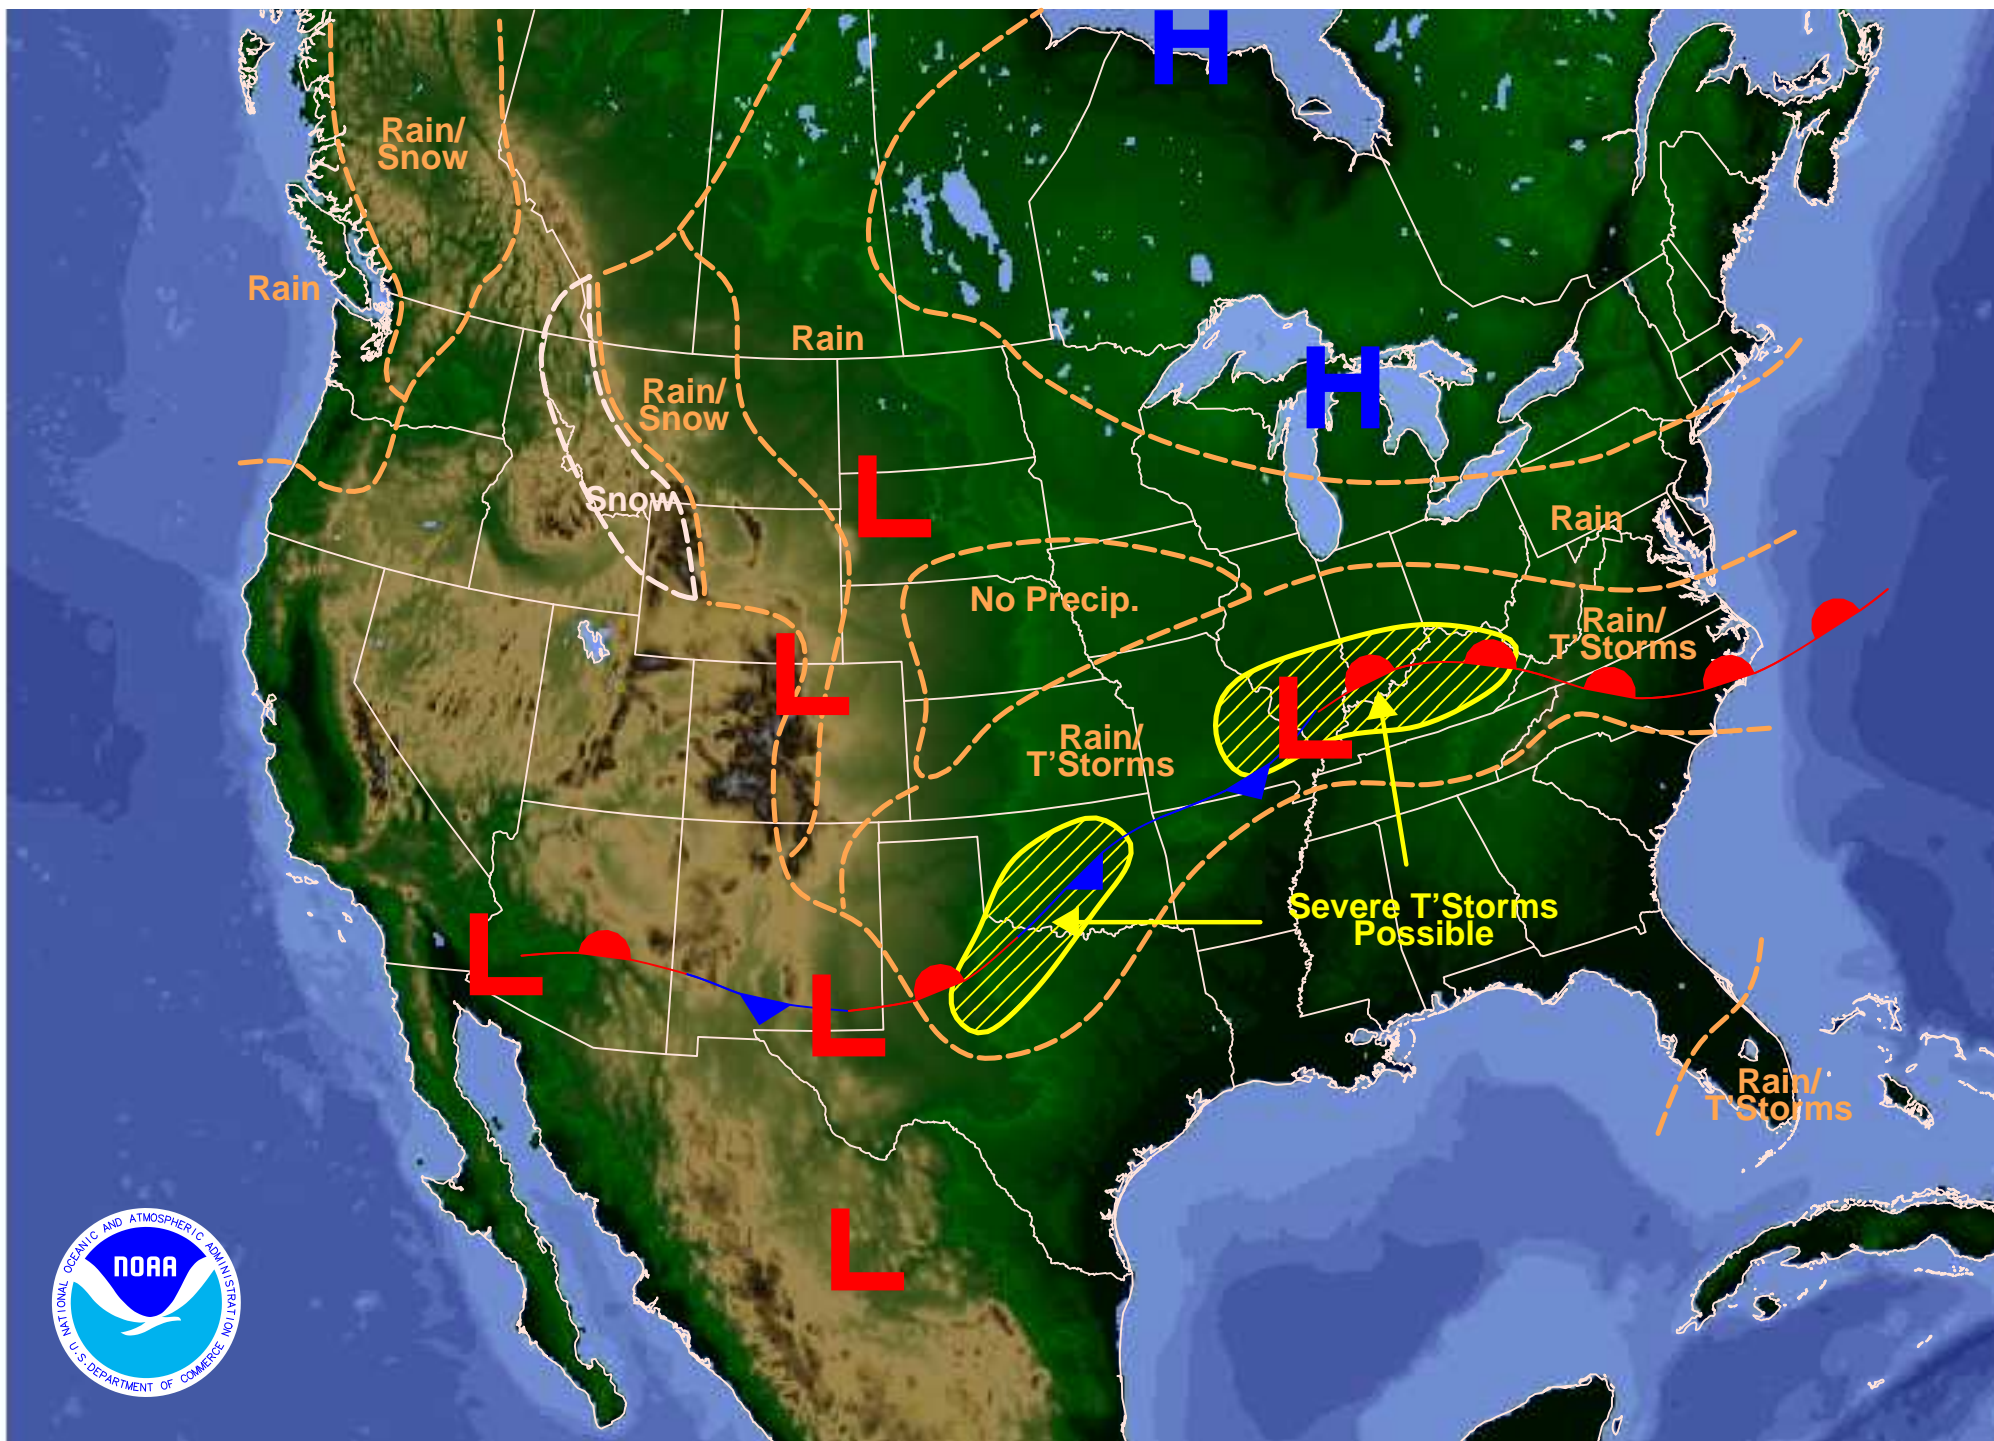 H
Rain/
Snow
Rain
Rain
H
Rain/
Snow
L
Snow
Rain
No Precip.
Rain/
T'Storms
L
L
Rain/
T'Storms
Severe T'Storms
Possible
L
L
Rain/
T'Storms
L
NATIONAL OCEANIC AND ATMOSPHERIC ADMINISTRATION
NOAA
U.S. DEPARTMENT OF COMMERCE